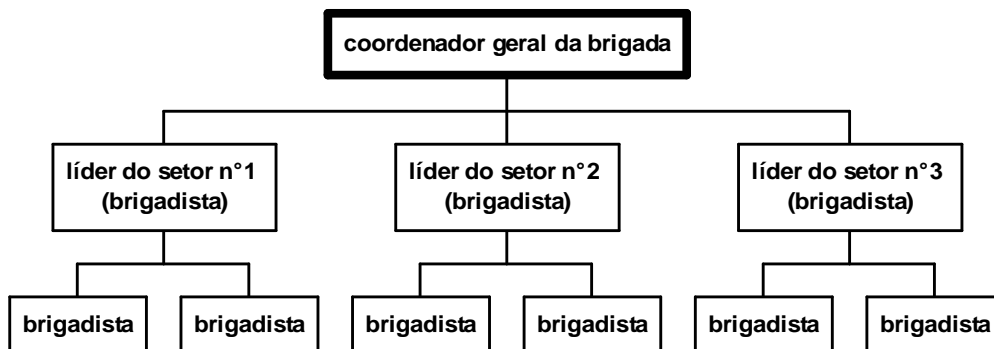 coordenador geral da brigada
líder do setor n°1
(brigadista)
líder do setor n°2
(brigadista)
líder do setor n°3
(brigadista)
brigadista
brigadista
brigadista
brigadista
brigadista
brigadista